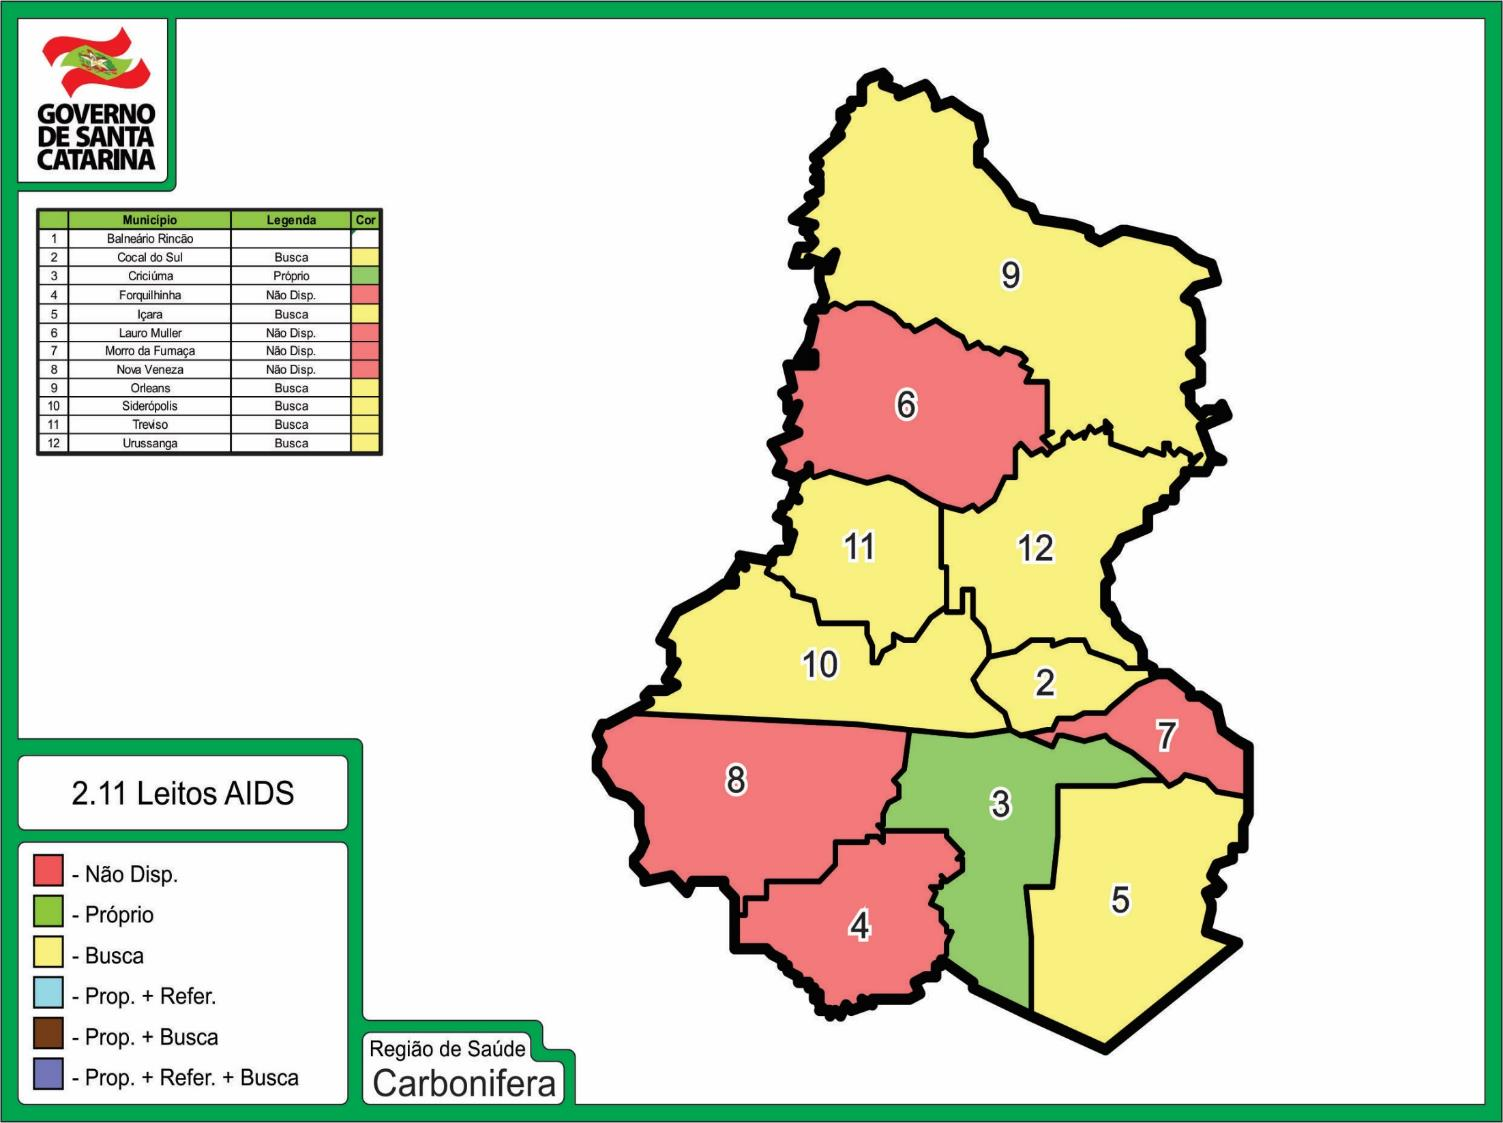 GOVERNO
DE SANTA
CATARINA
Município Legenda Cor
1 Balneário Rincão
2 Cocal do Sul Busca
3 Criciúma Próprio
4 Forquilhinha Não Disp.
5 Içara Busca
6 Lauro Muller Não Disp.
7 Morro da Fumaça Não Disp.
8 Nova Veneza Não Disp.
9 Orleans Busca
10 Siderópolis Busca
11 Treviso Busca
12 Urussanga Busca
9
6
11
12
10
2
7
8
3
5
4
2.11 Leitos AIDS
- Não Disp.
- Próprio
- Busca
- Prop. + Refer.
- Prop. + Busca
- Prop. + Refer. + Busca
Região de Saúde
Carbonifera